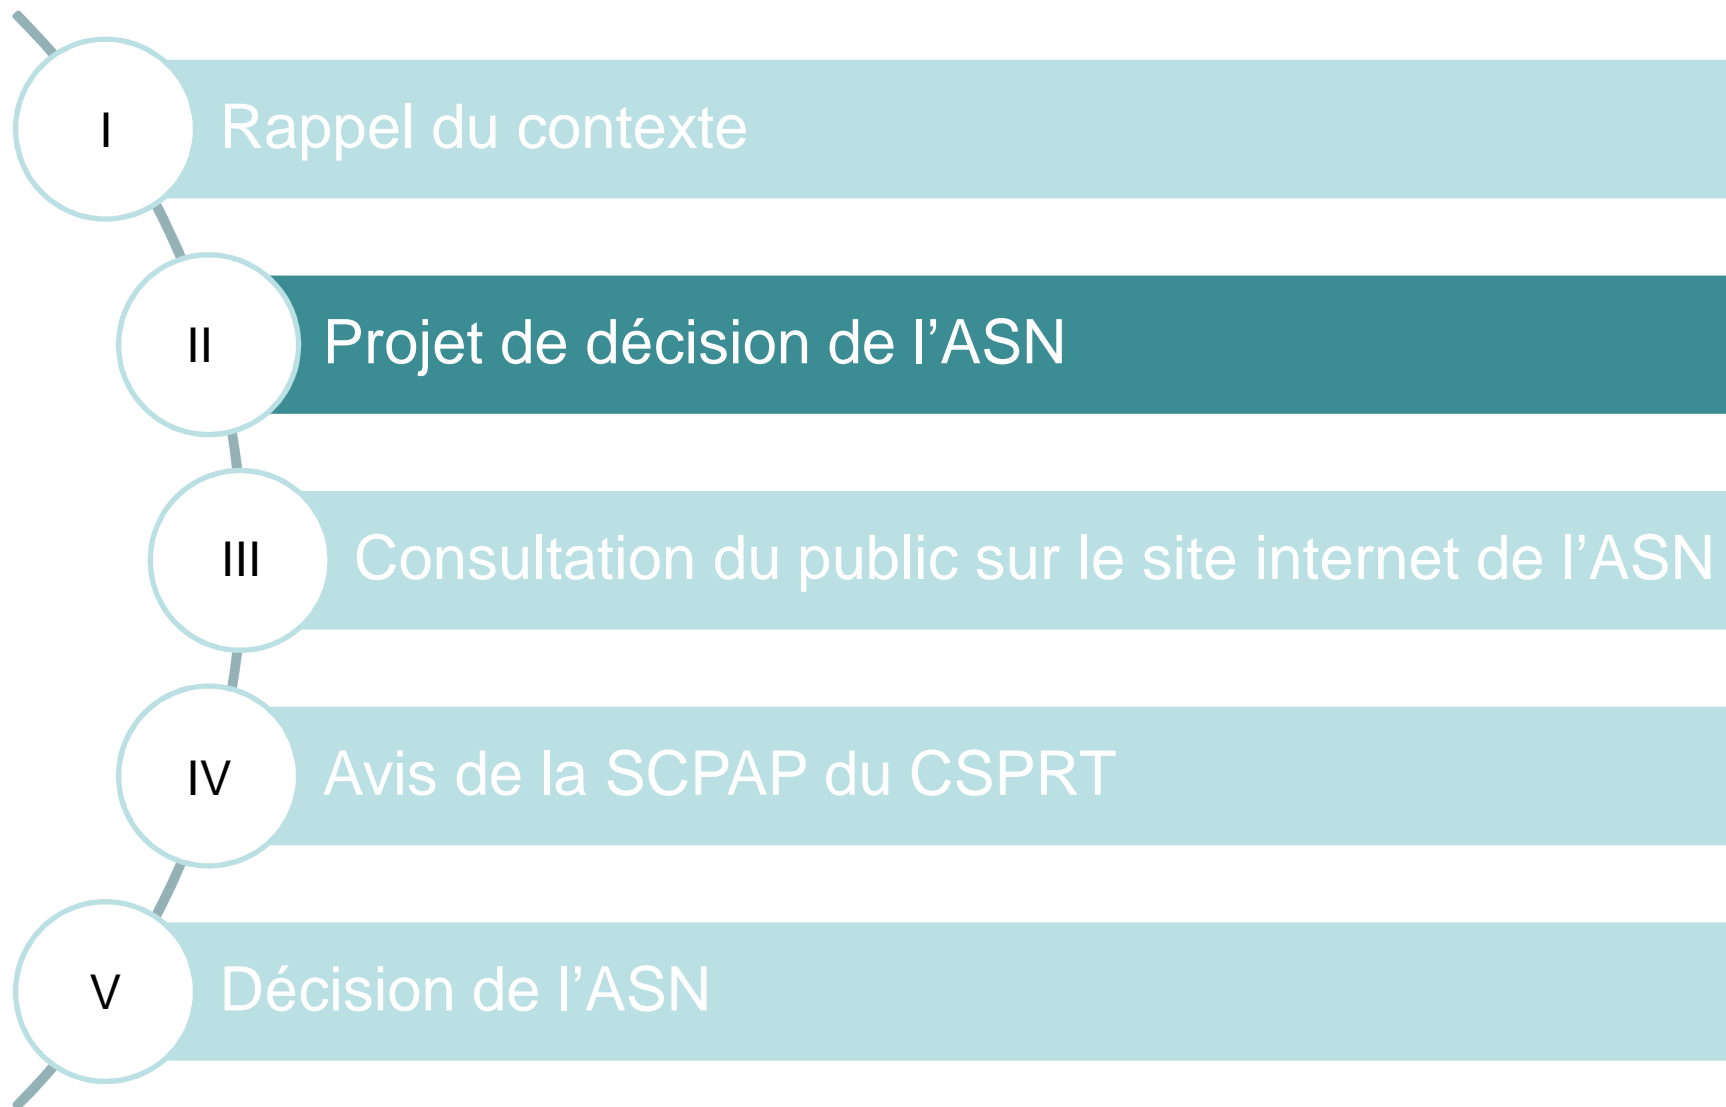 I Rappel du contexte
II Projet de décision de l’ASN
III Consultation du public sur le site internet de l’ASN
IV Avis de la SCPAP du CSPRT
V Décision de l’ASN